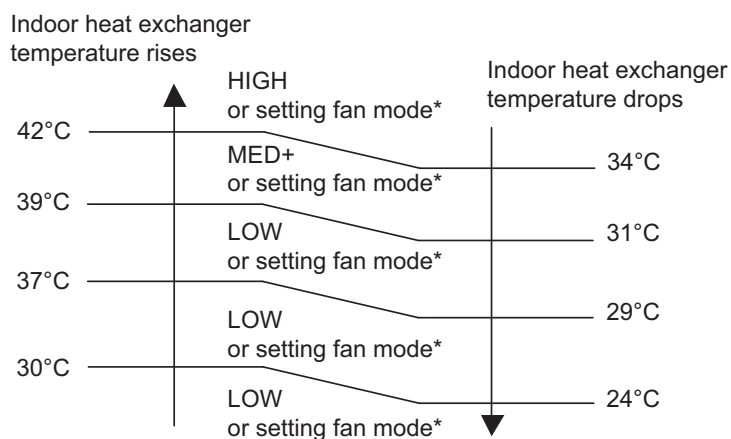 Indoor heat exchanger
temperature rises
Indoor heat exchanger
temperature drops
HIGH
or setting fan mode*
42°C
34°C
MED+
or setting fan mode*
39°C
31°C
LOW
or setting fan mode*
37°C
29°C
LOW
or setting fan mode*
30°C
24°C
LOW
or setting fan mode*